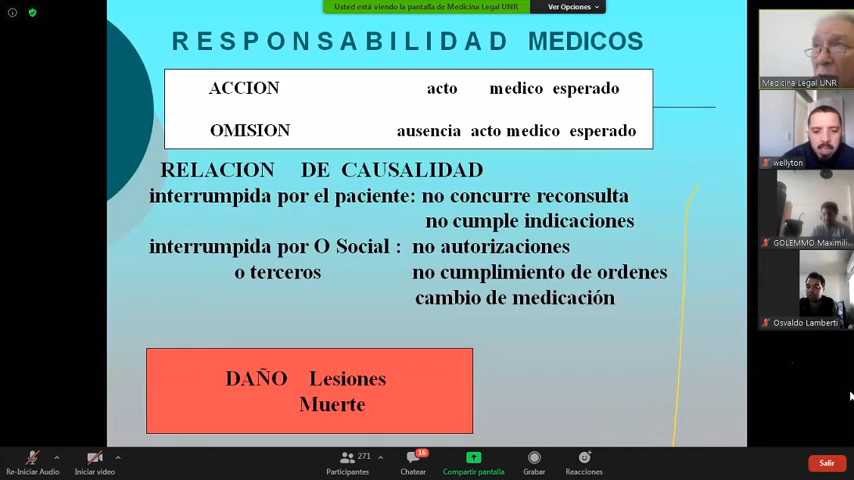 Usted está viendo la pantalla de Medicina Legal UNR
Ver Opciones
RESPONSABILIDAD MEDICOS
ACCION acto medico esperado
OMISION ausencia acto medico esperado
RELACION DE CAUSALIDAD
interrumpida por el paciente: no concurre reconsulta
no cumple indicaciones
interrumpida por O Social : no autorizaciones
o terceros no cumplimiento de ordenes
cambio de medicación
DAÑO Lesiones
Muerte
Medicina Legal UNR
wellyton
GOLEMMO Maximili...
Osvaldo Lamberti
Re-Iniciar Audio
Iniciar video
271
Participantes
16
Chatear
Compartir pantalla
Grabar
Reacciones
Salir